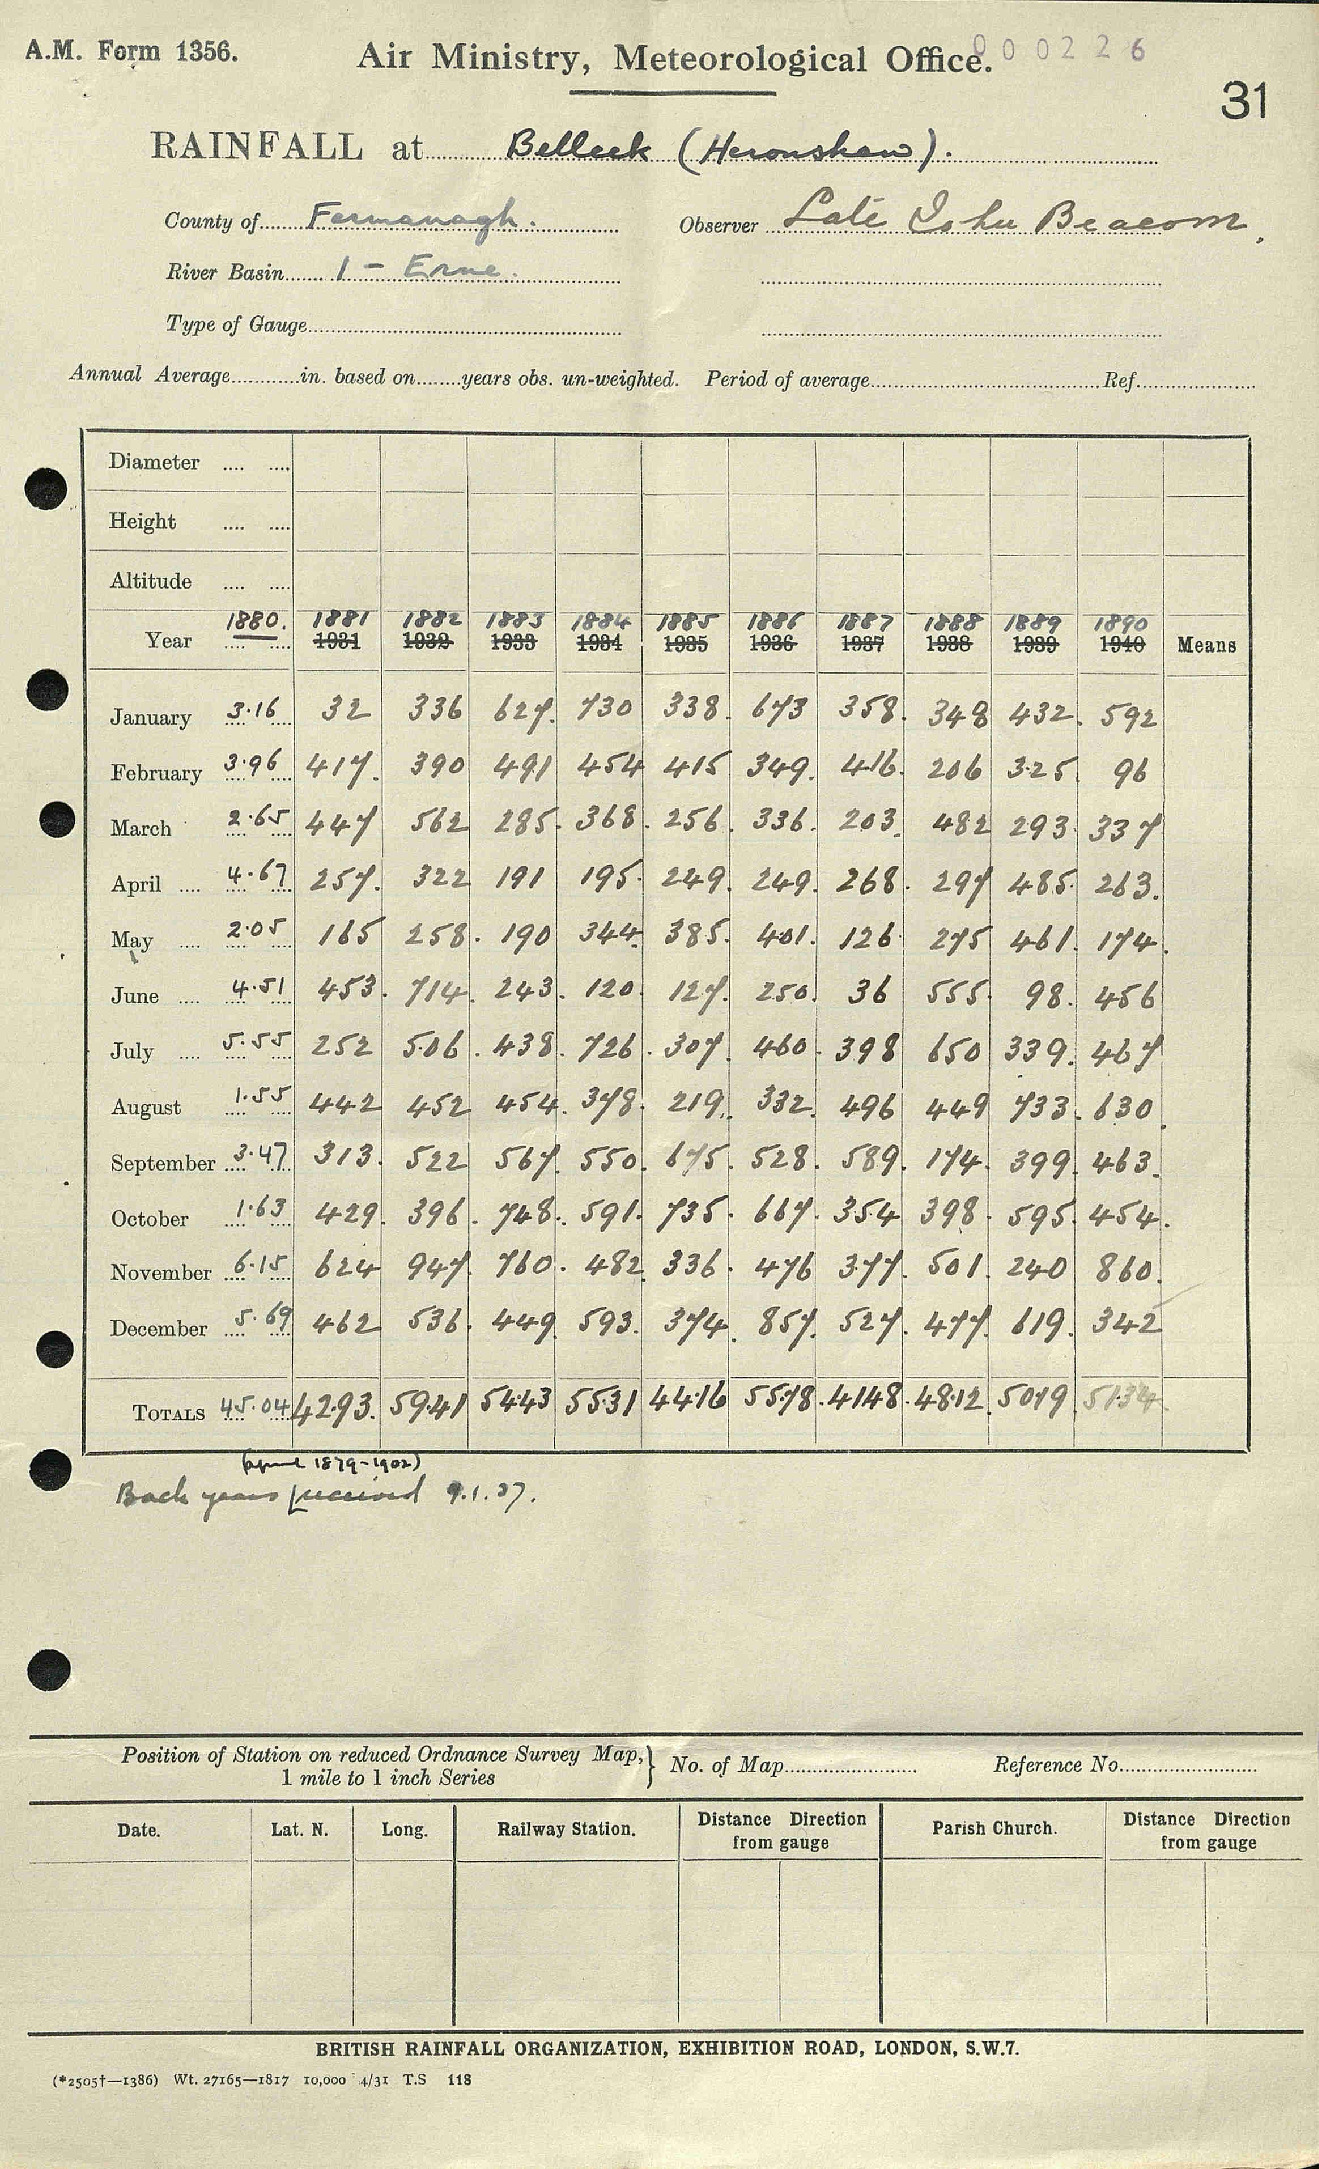 A.M. Form 1356.
Air Ministry, Meteorological Office.
000226
31
RAINFALL at Belleek (Heronshaw).
County of Fermanagh. Observer Late John Beacom.
River Basin 1 - Erne.
Type of Gauge
Annual Average in. based on years obs. un-weighted. Period of average Ref.
Diameter
Height
Altitude
1880. 1881 1882 1883 1884 1885 1886 1887 1888 1889 1890
Year 1931 1932 1933 1934 1935 1936 1937 1938 1939 1940 Means
January 3.16 32 336 627. 730 338. 673 358. 348 432. 592
February 3.96 417. 390 491 454 415 349. 416. 206 325 96
March 2.65 447 562 285. 368. 256. 336. 203. 482 293 337
April 4.67 257. 322 191 195 249. 249. 268. 297 485. 263.
May 2.05 165 258. 190 344. 385. 401. 126 275 461. 174.
June 4.51 453. 714. 243. 120 127. 250. 36 555 98. 456
July 5.55 252 506. 438. 726. 307. 460. 398 650 339. 467
August 1.55 442 452 454. 378. 219. 332. 496 449 733. 630
September 3.47 313. 522 567. 550. 675. 528. 589. 174. 399. 463.
October 1.63 429. 396. 748. 591. 735. 667. 354 398. 595. 454.
November 6.15 624 947. 760. 482 336. 476 377. 501. 240 860.
December 5.69 462 536. 449 593. 374. 857. 527. 477. 619. 342
TOTALS 45.04 42.93. 59.41 54.43 55.31 44.16 55.78. 41.48. 48.12. 50.19 51.34
(April 1879-1902)
Back years received 9.1.37.
Position of Station on reduced Ordnance Survey Map, } No. of Map Reference No.
1 mile to 1 inch Series
Date. Lat. N. Long. Railway Station. Distance Direction from gauge Parish Church. Distance Direction from gauge
BRITISH RAINFALL ORGANIZATION, EXHIBITION ROAD, LONDON, S.W.7.
(*2505†—1386) Wt. 27165—1817 10,000 4/31 T.S 118